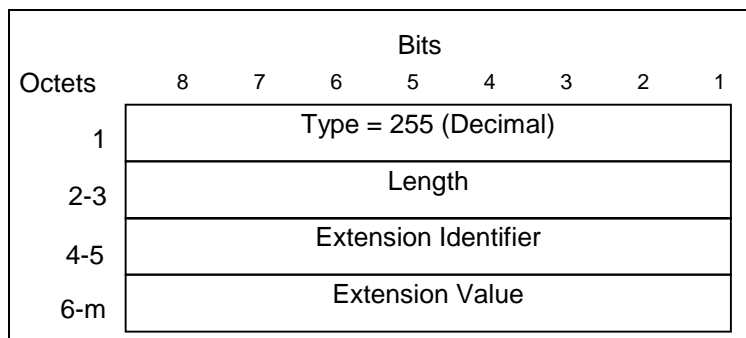 Bits
Octets 8 7 6 5 4 3 2 1
1 Type = 255 (Decimal)
2-3 Length
4-5 Extension Identifier
6-m Extension Value